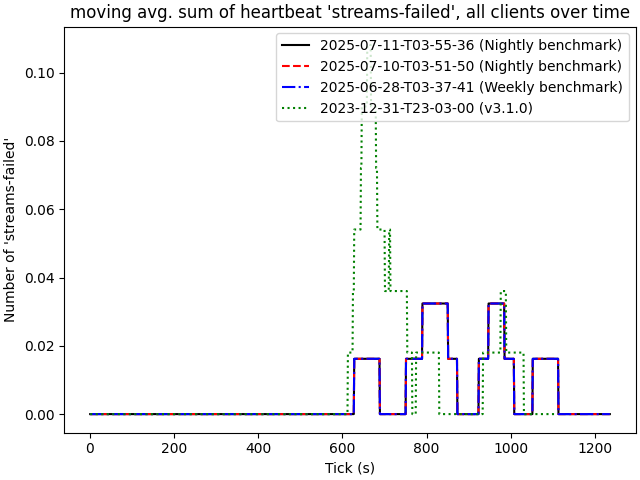 moving avg. sum of heartbeat 'streams-failed', all clients over time
2025-07-11-T03-55-36 (Nightly benchmark)
2025-07-10-T03-51-50 (Nightly benchmark)
2025-06-28-T03-37-41 (Weekly benchmark)
2023-12-31-T23-03-00 (v3.1.0)
Number of 'streams-failed'
0.10
0.08
0.06
0.04
0.02
0.00
0 200 400 600 800 1000 1200
Tick (s)